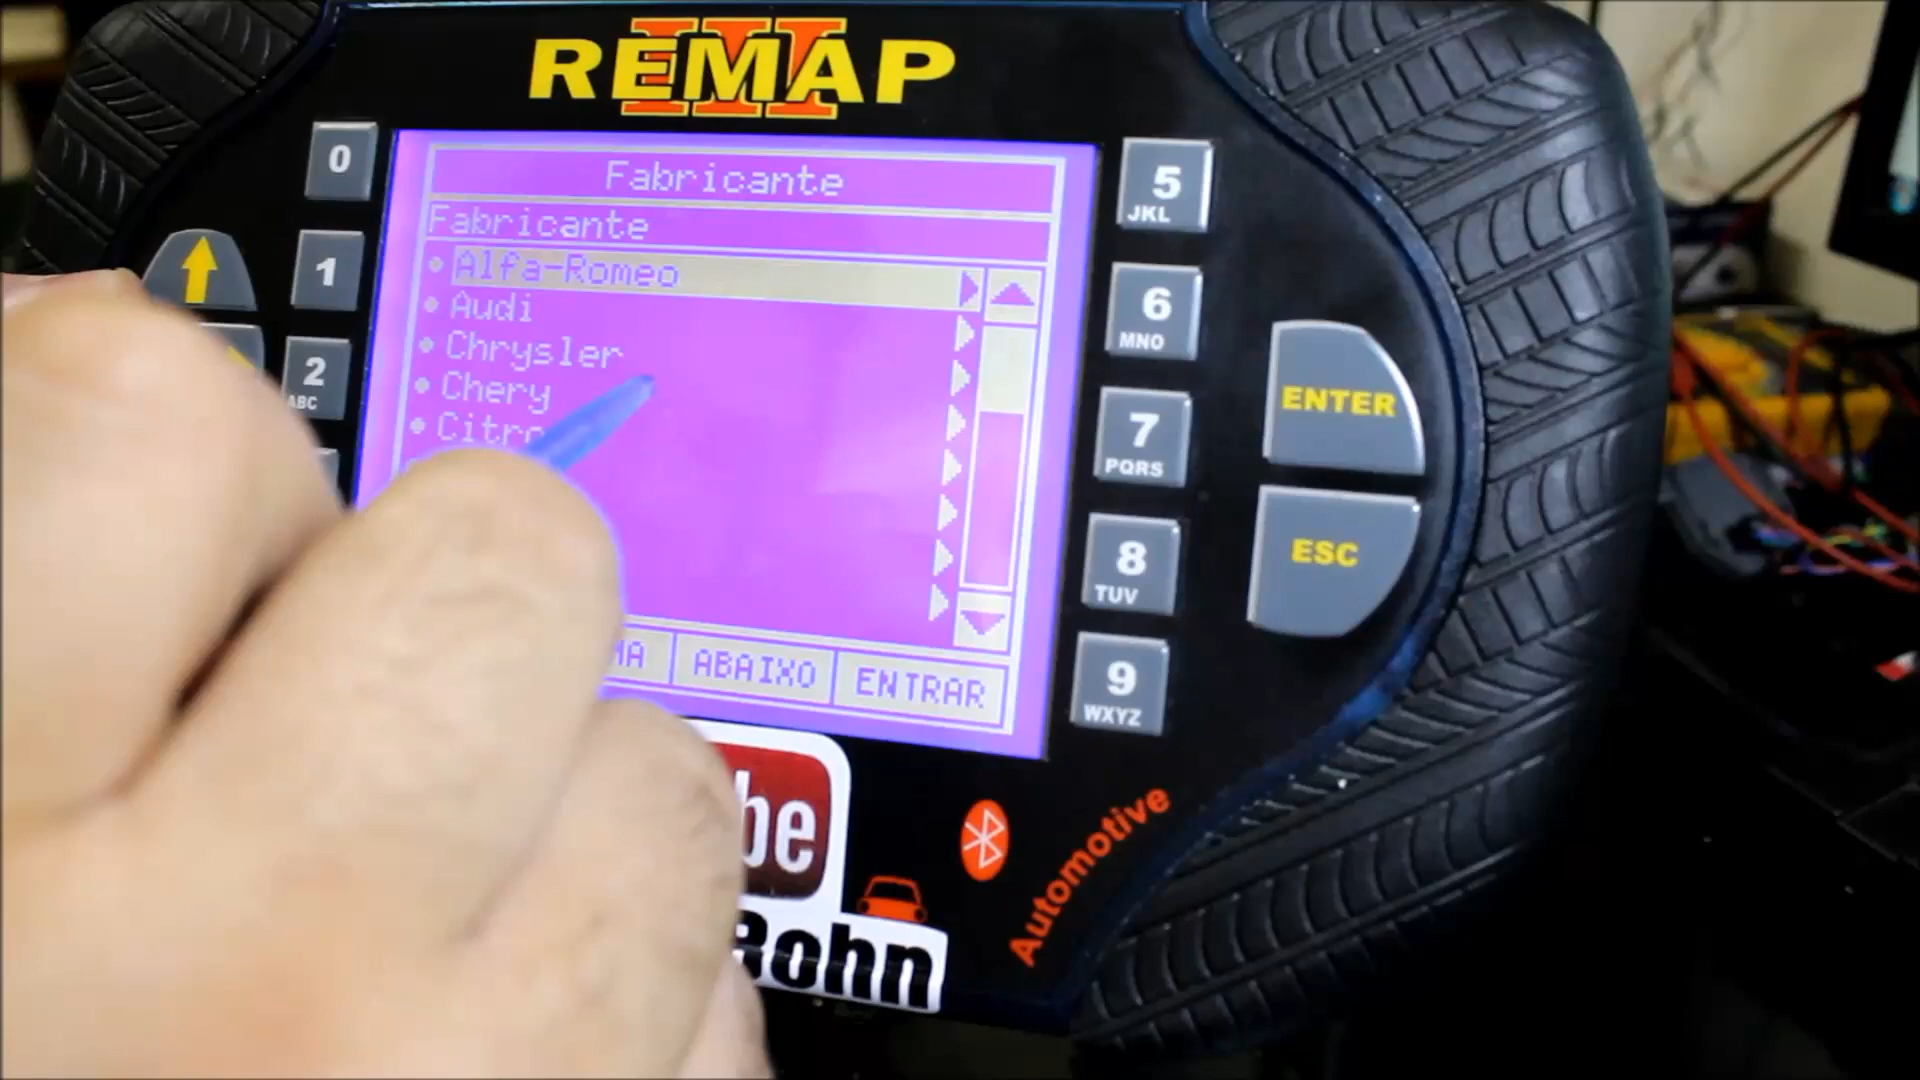 REMAP
III
0
1
2
ABC
Fabricante
Fabricante
Alfa-Romeo
Audi
Chrysler
Chery
ABAIXO
ENTRAR
5
JKL
6
MNO
7
PQRS
8
TUV
9
WXYZ
ENTER
ESC
Automotive